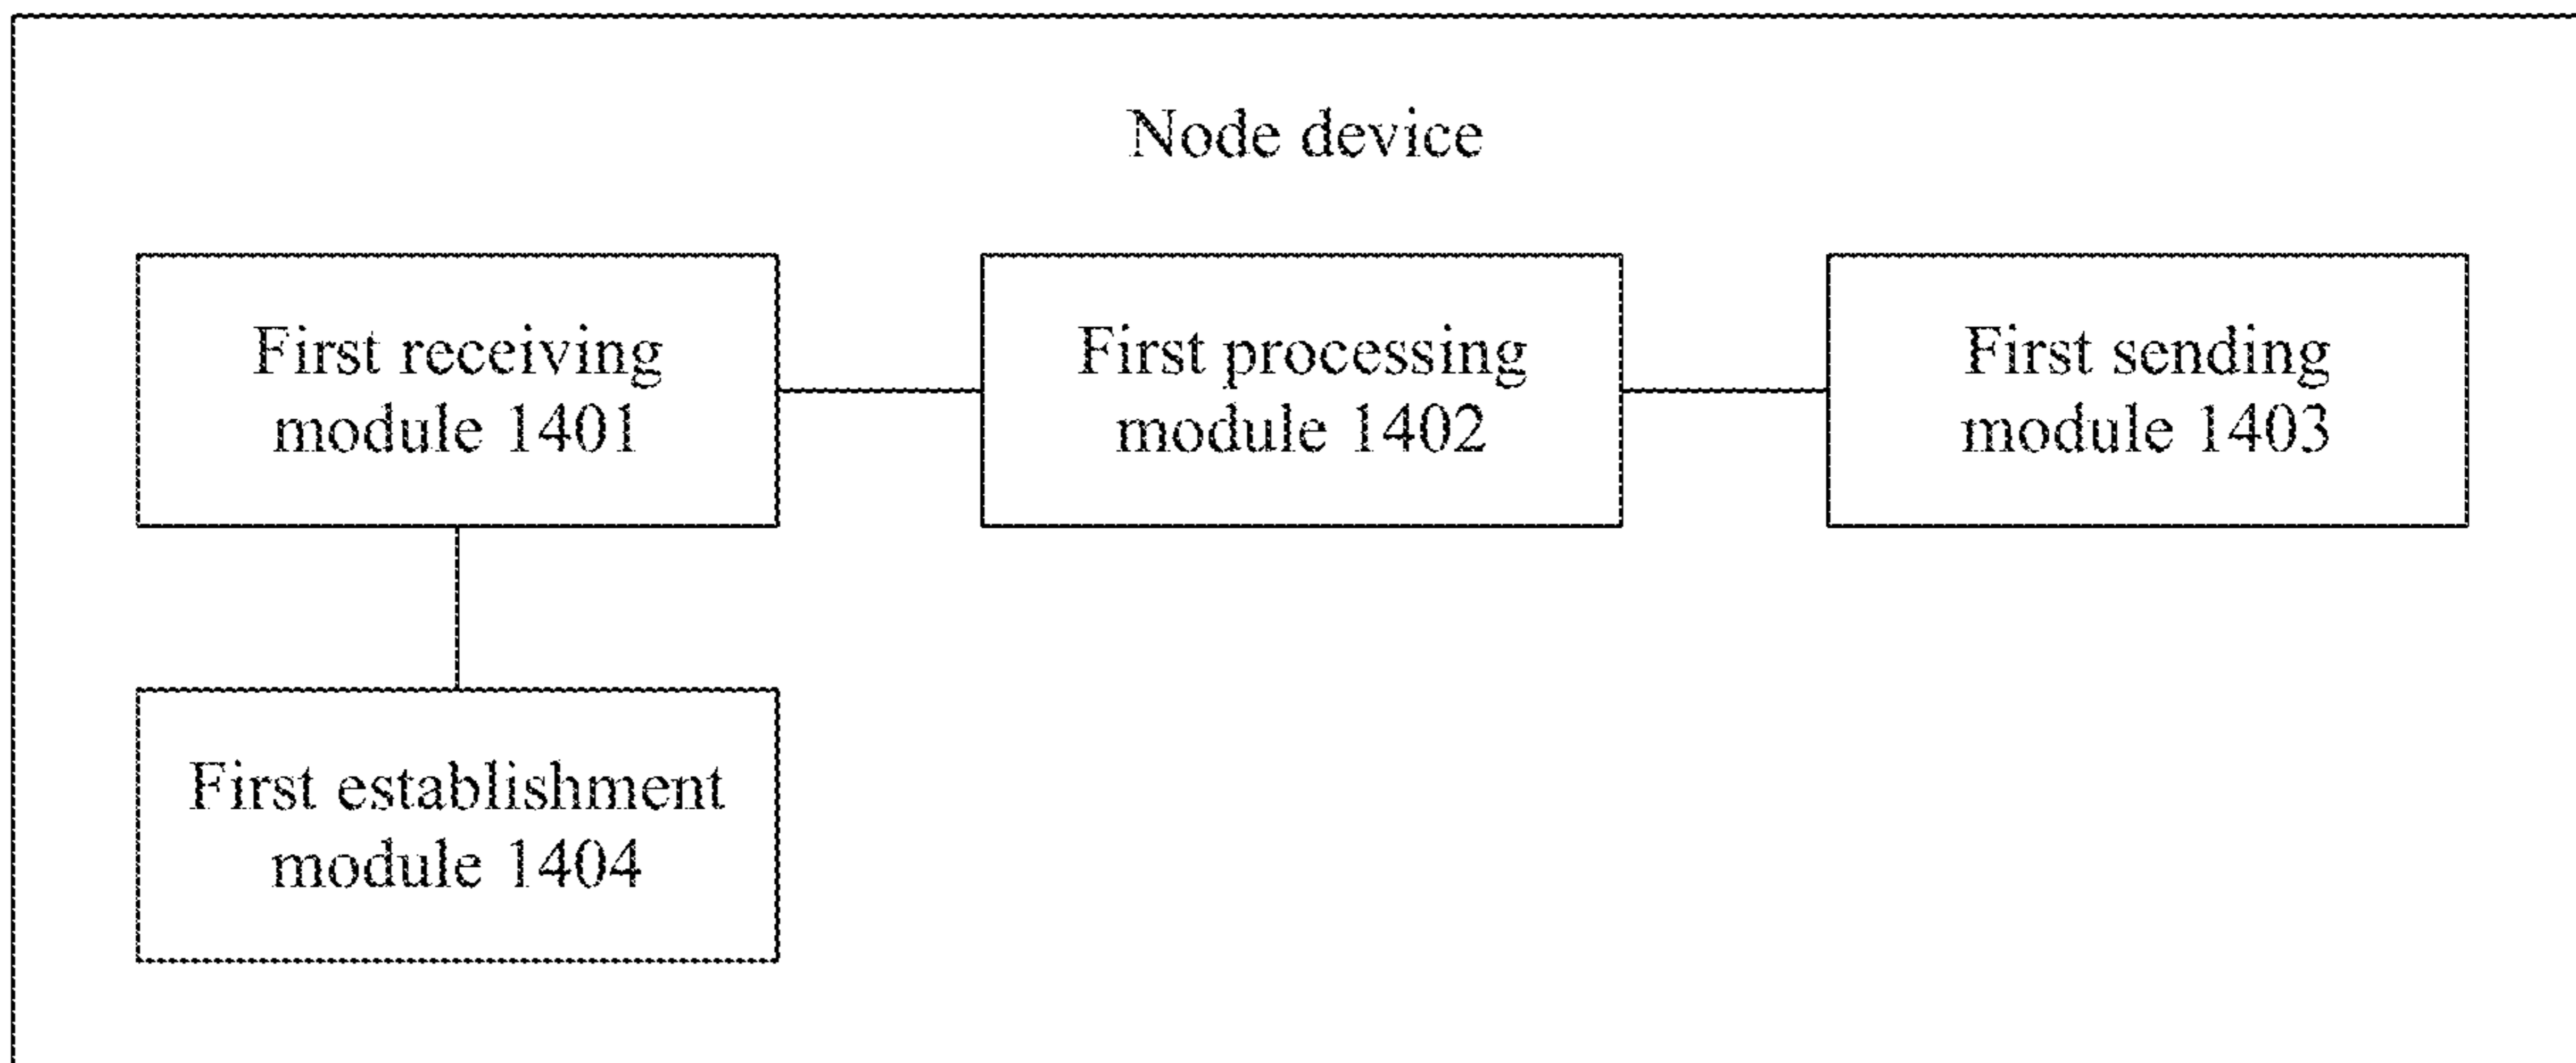 Node device
First receiving
module 1401
First processing
module 1402
First sending
module 1403
First establishment
module 1404